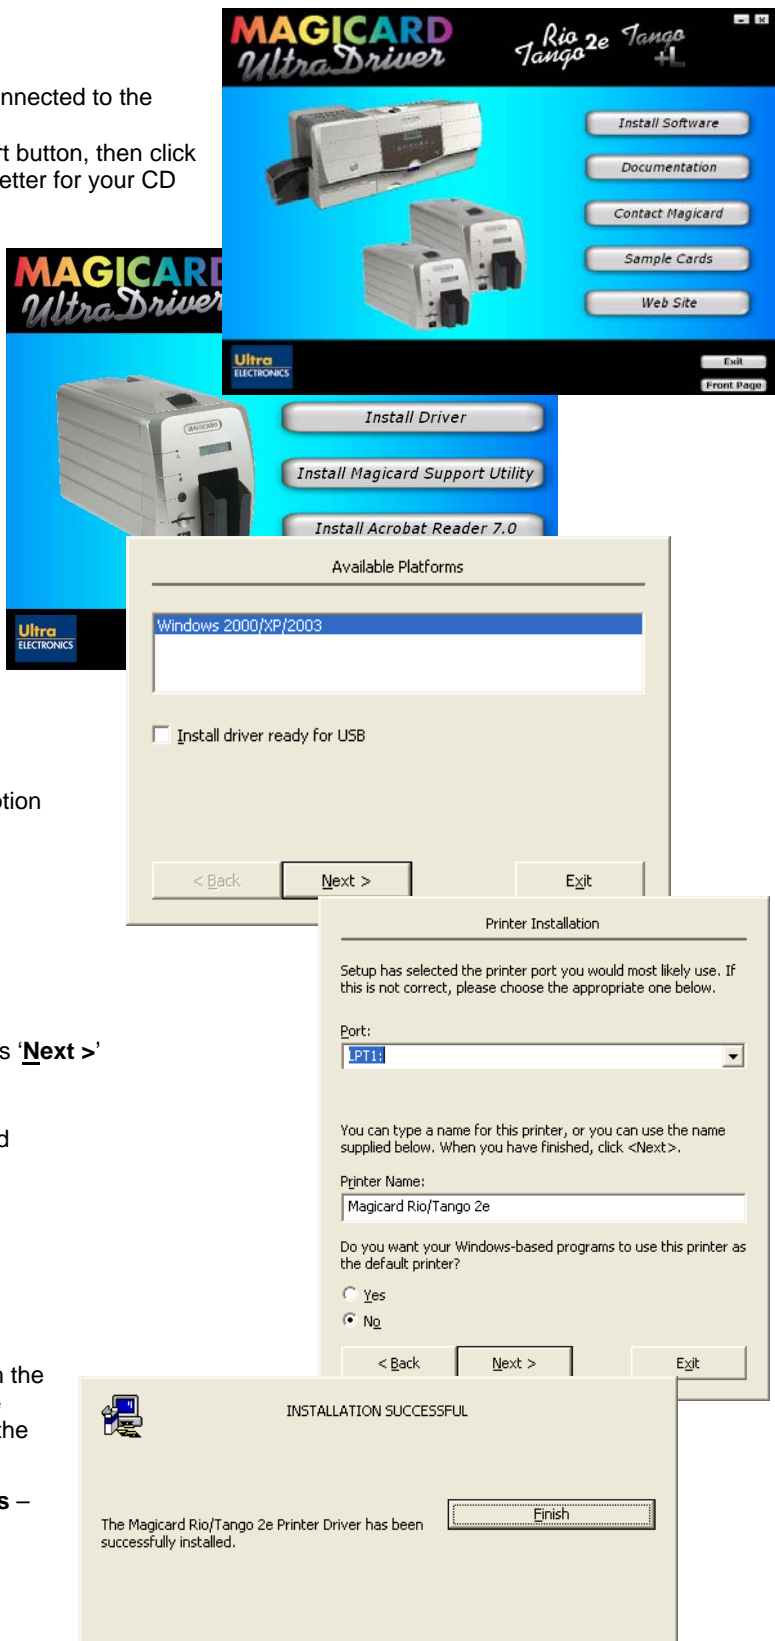 MAGICARD
UltraDriver
Rio
Tango 2e
Tango
+L
nnected to the
Install Software
t button, then click
etter for your CD
Documentation
Contact Magicard
Sample Cards
Web Site
Ultra
ELECTRONICS
Exit
Front Page
MAGICARD
UltraDriver
Install Driver
MAGICARD
Install Magicard Support Utility
Install Acrobat Reader 7.0
Ultra
ELECTRONICS
Available Platforms
Windows 2000/XP/2003
Install driver ready for USB
tion
< Back
Next >
Exit
Printer Installation
Setup has selected the printer port you would most likely use. If
this is not correct, please choose the appropriate one below.
s ‘Next >’
Port:
LPT1:
d
You can type a name for this printer, or you can use the name
supplied below. When you have finished, click <Next>.
Printer Name:
Magicard Rio/Tango 2e
Do you want your Windows-based programs to use this printer as
the default printer?
Yes
No
< Back
Next >
Exit
n the
the
s –
INSTALLATION SUCCESSFUL
The Magicard Rio/Tango 2e Printer Driver has been
successfully installed.
Finish